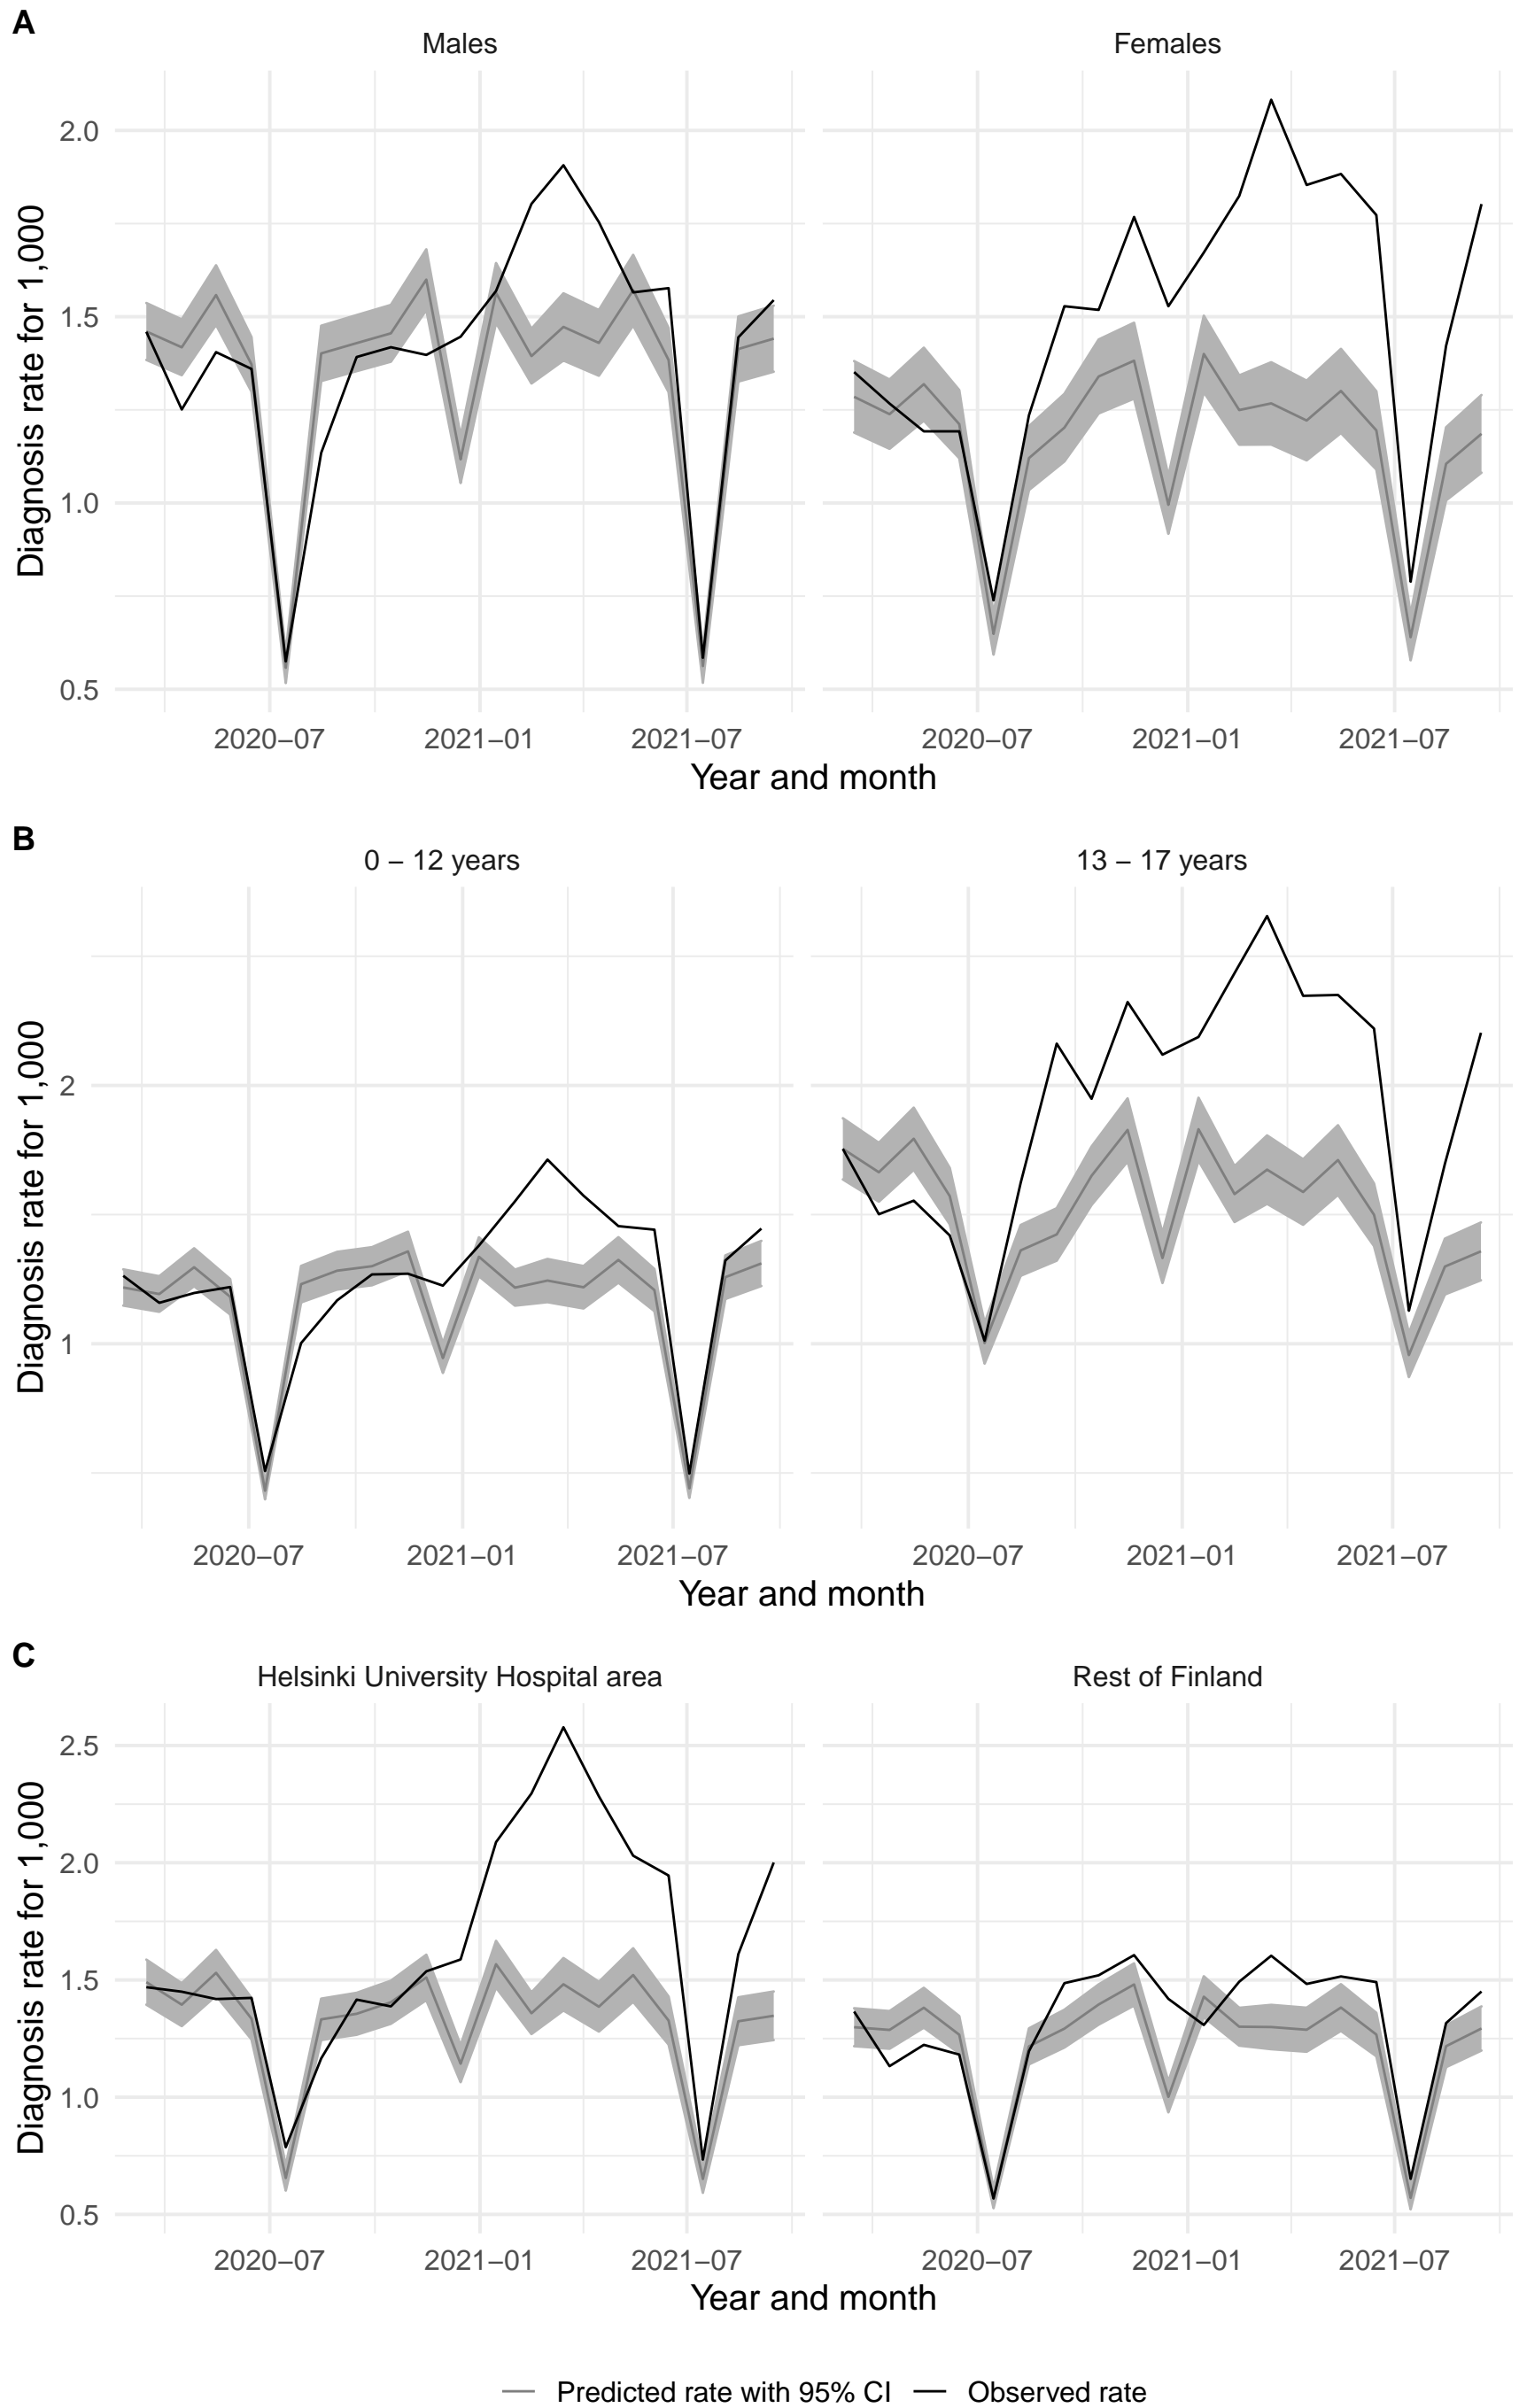 A
Males Females
Diagnosis rate for 1,000
2.0
1.5
1.0
0.5
2020−07 2021−01 2021−07 2020−07 2021−01 2021−07
Year and month
B
0 − 12 years 13 − 17 years
Diagnosis rate for 1,000
2
1
2020−07 2021−01 2021−07 2020−07 2021−01 2021−07
Year and month
C
Helsinki University Hospital area Rest of Finland
Diagnosis rate for 1,000
2.5
2.0
1.5
1.0
0.5
2020−07 2021−01 2021−07 2020−07 2021−01 2021−07
Year and month
Predicted rate with 95% CI Observed rate